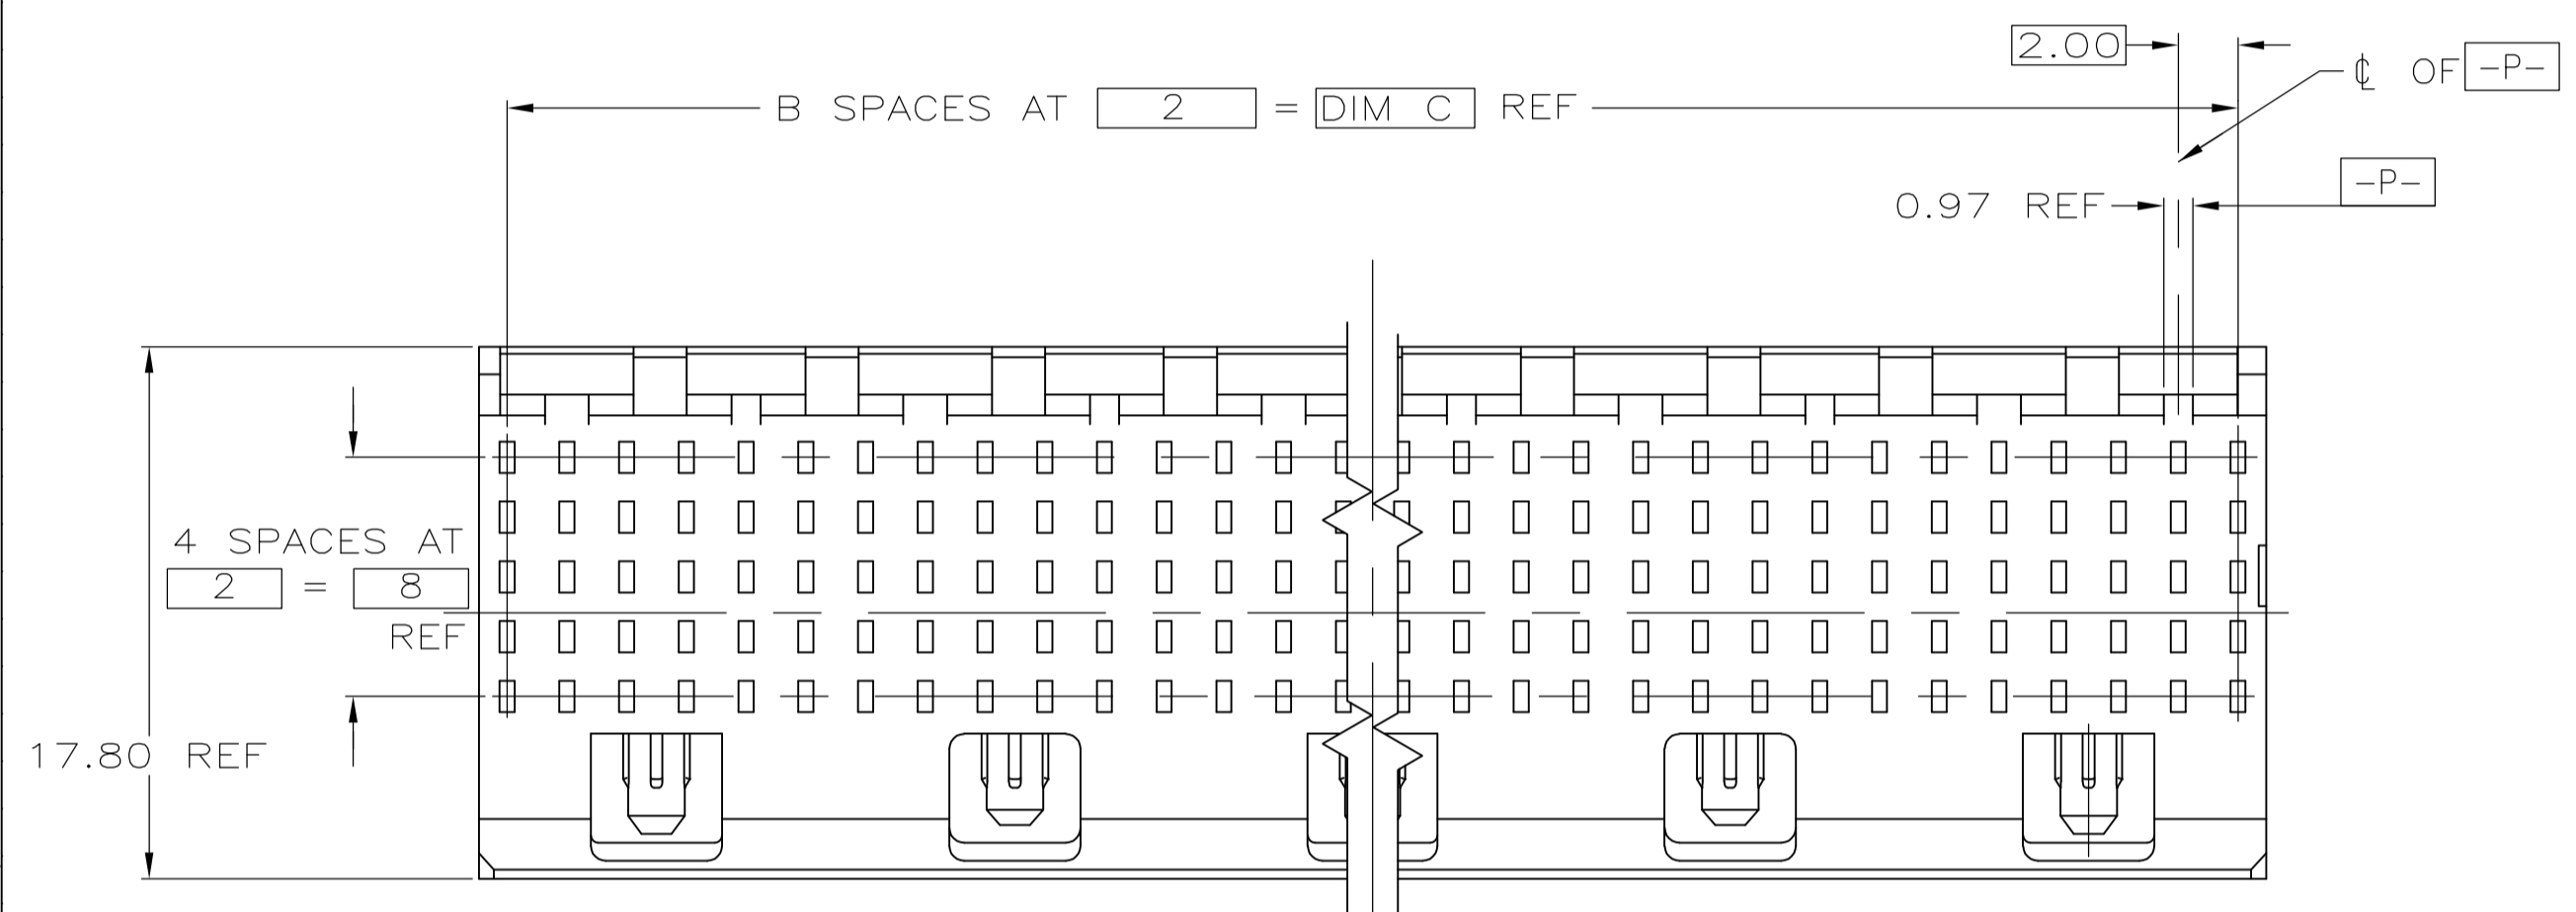 2.00
℄ OF -P-
B SPACES AT 2 = DIM C REF
-P-
0.97 REF
4 SPACES AT
2 = 8
REF
17.80 REF